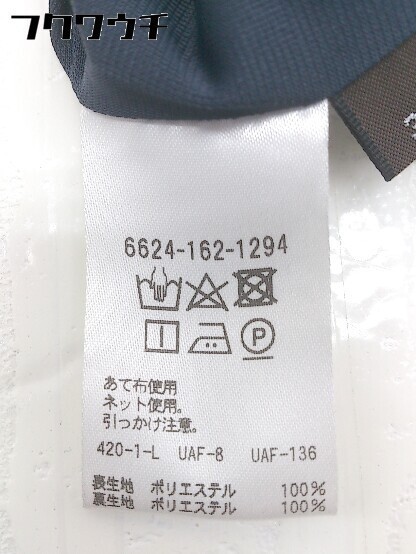 フクワウチ
6624-162-1294
あて布使用
ネット使用。
引っかけ注意。
420-1-L UAF-8 UAF-136
表生地 ポリエステル 100%
裏生地 ポリエステル 100%